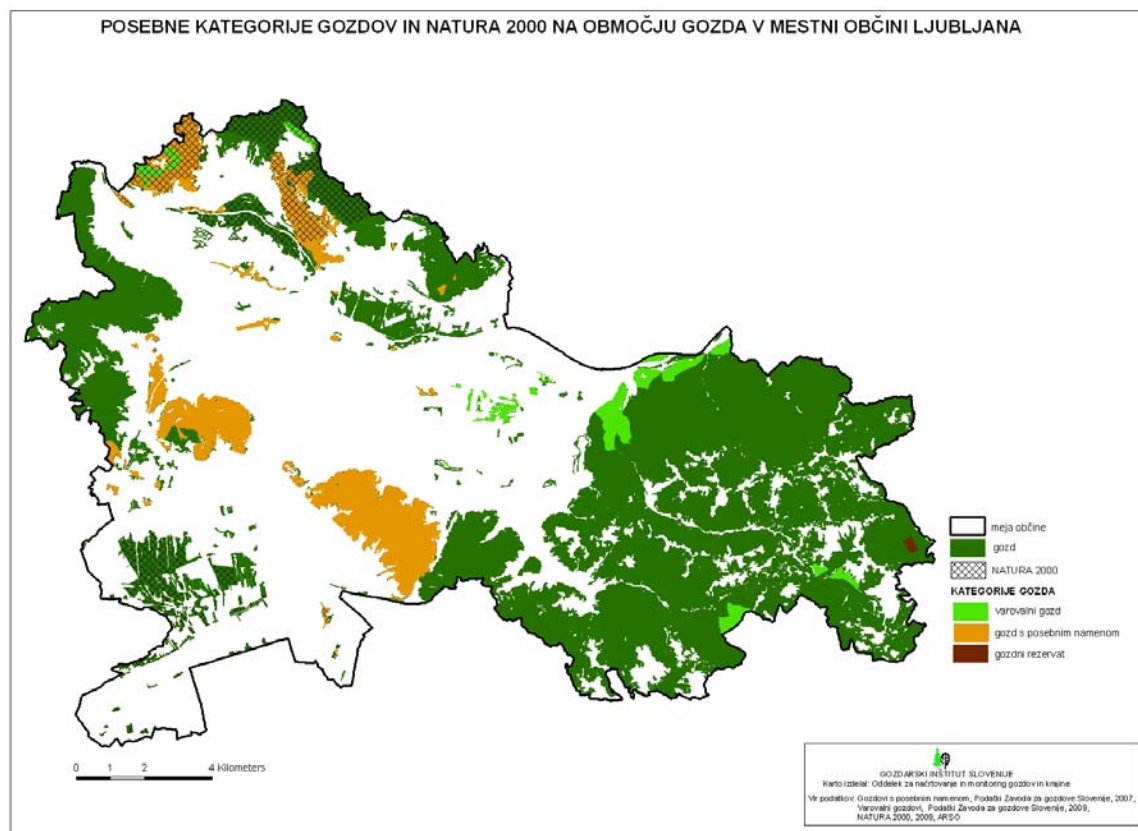 POSEBNE KATEGORIJE GOZDOV IN NATURA 2000 NA OBMOČJU GOZDA V MESTNI OBČINI LJUBLJANA
meja občine
gozd
NATURA 2000
KATEGORIJE GOZDA
varovalni gozd
gozd s posebnim namenom
gozdni rezervat
0 1 2 4 Kilometers
GOZDARSKI INŠTITUT SLOVENIJE
Karto izdelal: Oddelek za načrtovanje in monitoring gozdov in krajine
Vir podatkov: Gozdovi s posebnim namenom, Podatki Zavoda za gozdove Slovenije, 2007,
Varovalni gozdovi, Podatki Zavoda za gozdove Slovenije, 2009,
NATURA 2000, 2009, ARSO